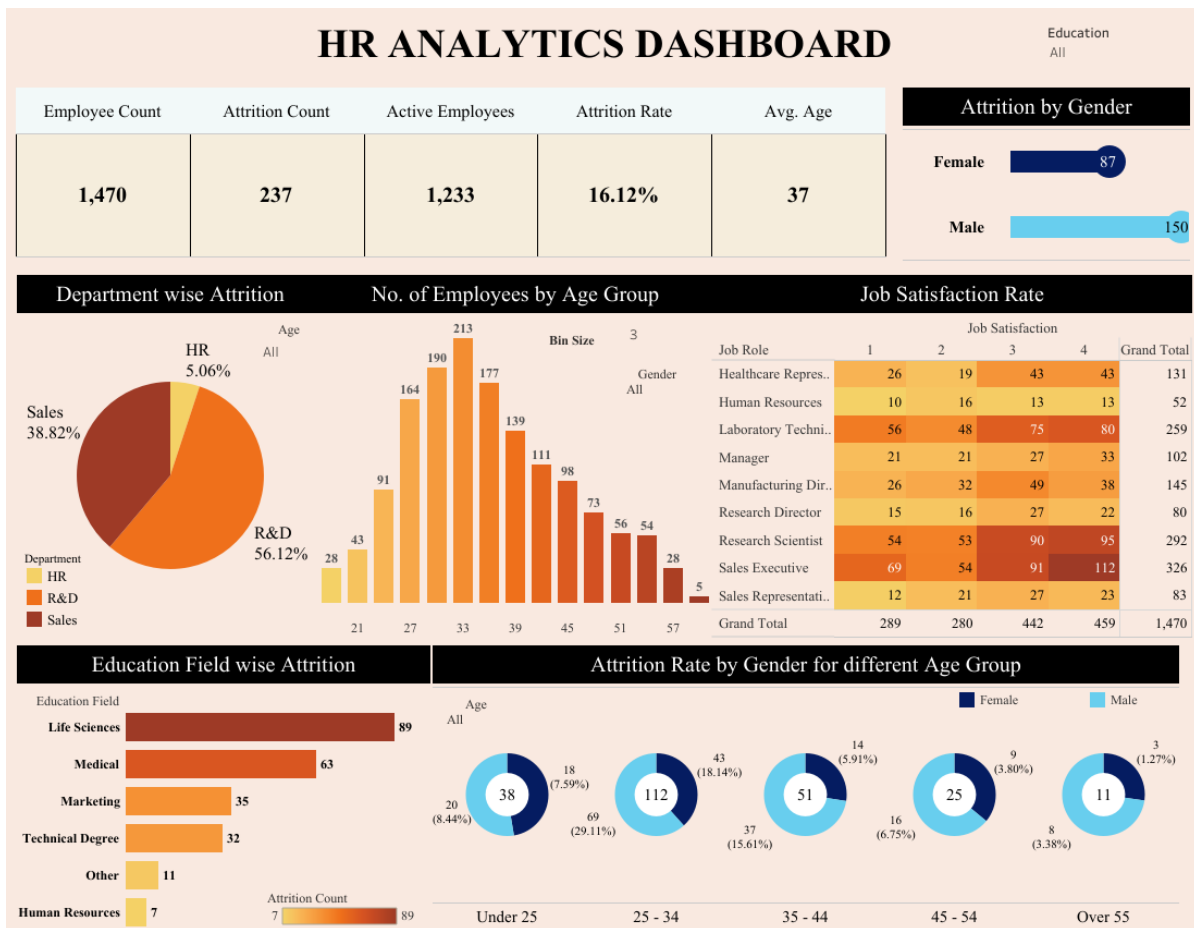 HR ANALYTICS DASHBOARD
Education
All
Employee Count Attrition Count Active Employees Attrition Rate Avg. Age
1,470 237 1,233 16.12% 37
Attrition by Gender
Female 87
Male 150
Department wise Attrition
Age
All
HR
5.06%
Sales
38.82%
R&D
56.12%
Department
HR
R&D
Sales
No. of Employees by Age Group
Bin Size 3
Gender
All
28 43 91 164 190 213 177 139 111 98 73 56 54 28 5
21 27 33 39 45 51 57
Job Satisfaction Rate
Job Satisfaction
Job Role 1 2 3 4 Grand Total
Healthcare Repres.. 26 19 43 43 131
Human Resources 10 16 13 13 52
Laboratory Techni.. 56 48 75 80 259
Manager 21 21 27 33 102
Manufacturing Dir.. 26 32 49 38 145
Research Director 15 16 27 22 80
Research Scientist 54 53 90 95 292
Sales Executive 69 54 91 112 326
Sales Representati.. 12 21 27 23 83
Grand Total 289 280 442 459 1,470
Education Field wise Attrition
Education Field
Life Sciences 89
Medical 63
Marketing 35
Technical Degree 32
Other 11
Human Resources 7
Attrition Count
7 89
Attrition Rate by Gender for different Age Group
Age
All
Female Male
38
18
(7.59%)
20
(8.44%)
112
43
(18.14%)
69
(29.11%)
51
14
(5.91%)
37
(15.61%)
25
9
(3.80%)
16
(6.75%)
11
3
(1.27%)
8
(3.38%)
Under 25 25 - 34 35 - 44 45 - 54 Over 55